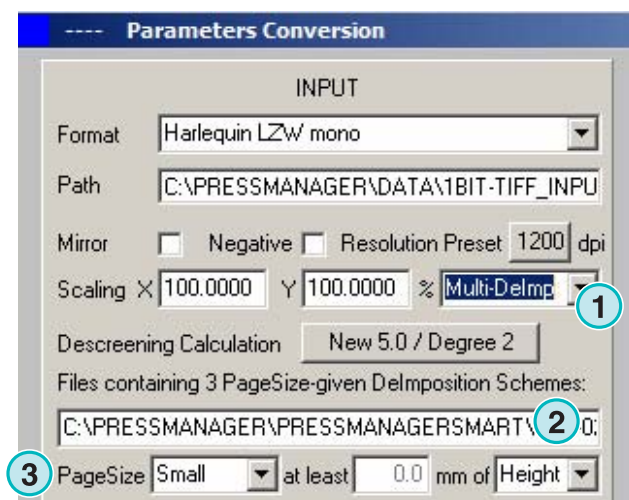 ---- Parameters Conversion
INPUT
Format Harlequin LZW mono
Path C:\PRESSMANAGER\DATA\1BIT-TIFF_INPU
Mirror Negative Resolution Preset 1200 dpi
Scaling X 100.0000 Y 100.0000 % Multi-DeImp
1
Descreening Calculation New 5.0 / Degree 2
Files containing 3 PageSize-given DeImposition Schemes:
C:\PRESSMANAGER\PRESSMANAGERSMART\ 2
3 PageSize Small at least 0.0 mm of Height